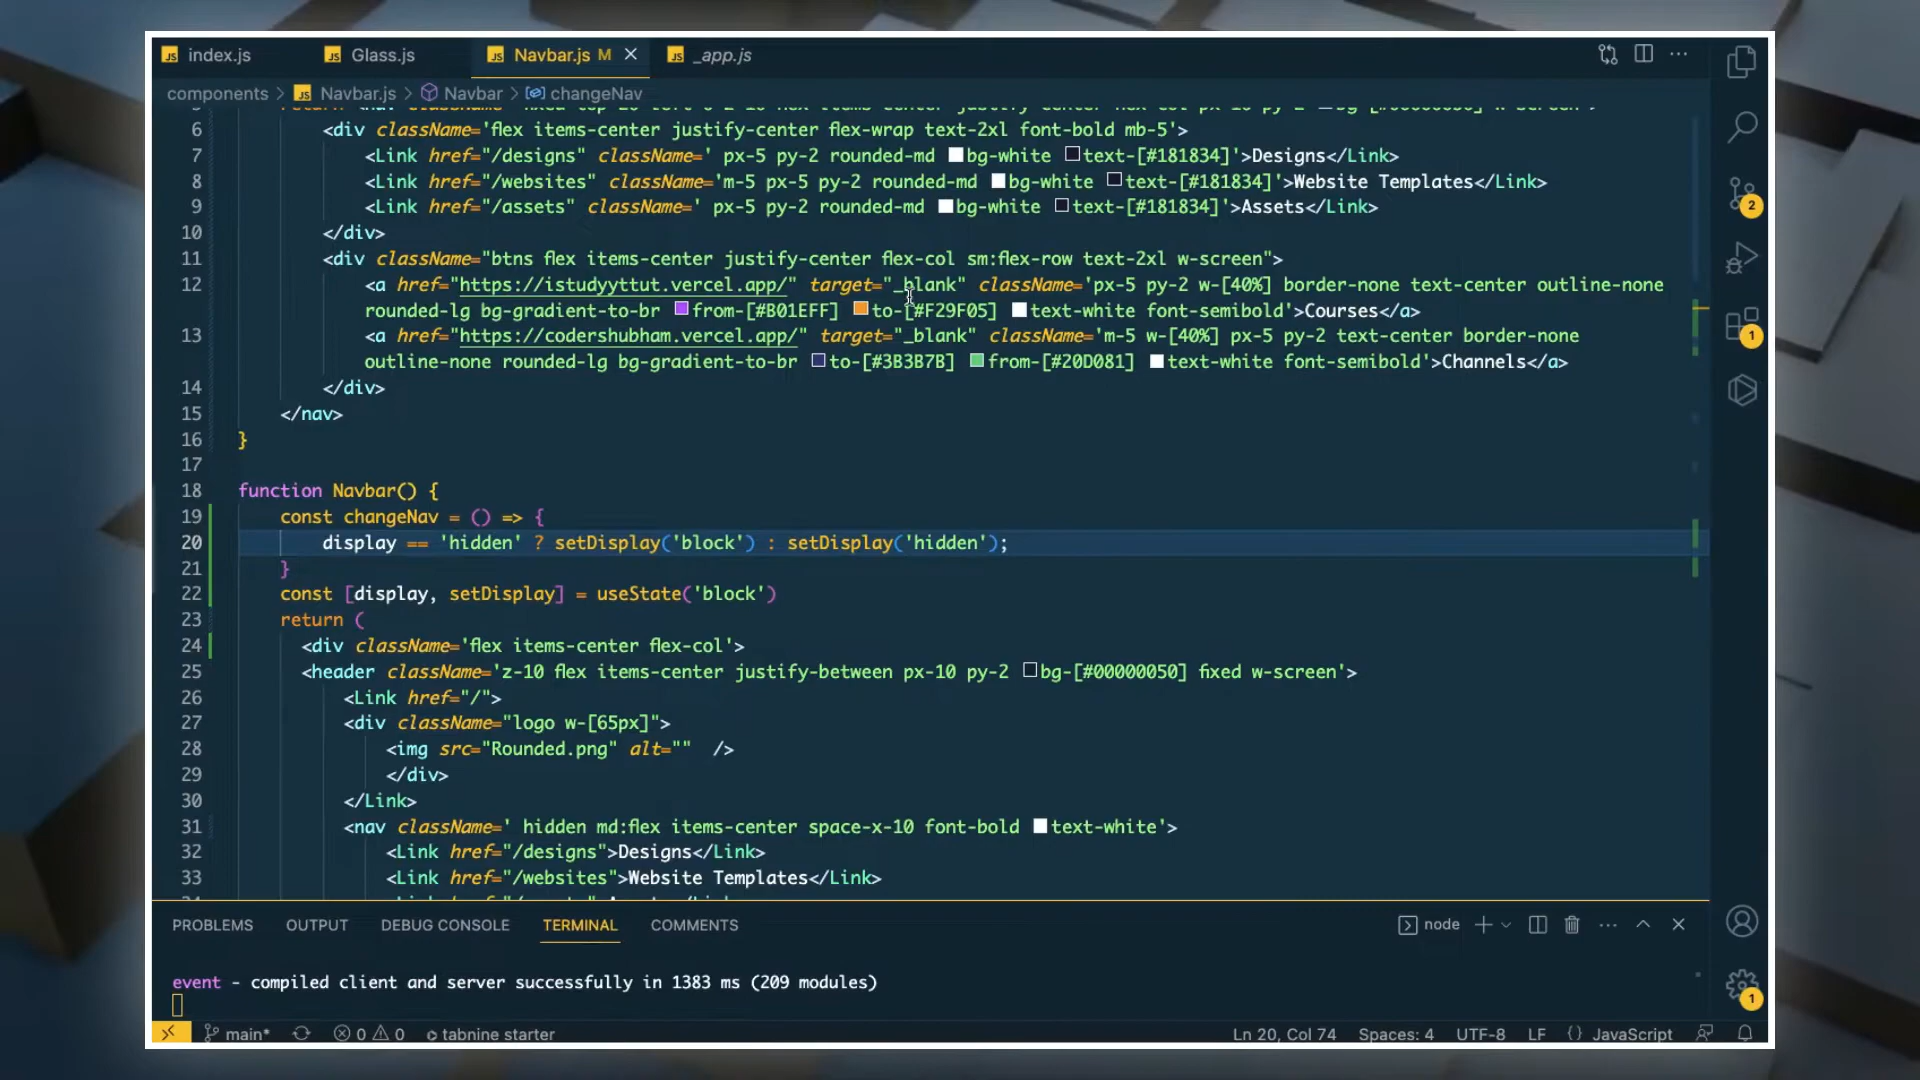 index.js
Glass.js
Navbar.js M
_app.js
components > Navbar.js > Navbar > changeNav
6 <div className='flex items-center justify-center flex-wrap text-2xl font-bold mb-5'>
7 <Link href="/designs" className=' px-5 py-2 rounded-md bg-white text-[#181834]'>Designs</Link>
8 <Link href="/websites" className='m-5 px-5 py-2 rounded-md bg-white text-[#181834]'>Website Templates</Link>
9 <Link href="/assets" className=' px-5 py-2 rounded-md bg-white text-[#181834]'>Assets</Link>
10 </div>
11 <div className="btns flex items-center justify-center flex-col sm:flex-row text-2xl w-screen">
12 <a href="https://istudyyttut.vercel.app/" target="_blank" className='px-5 py-2 w-[40%] border-none text-center outline-none
rounded-lg bg-gradient-to-br from-[#B01EFF] to-[#F29F05] text-white font-semibold'>Courses</a>
13 <a href="https://codershubham.vercel.app/" target="_blank" className='m-5 w-[40%] px-5 py-2 text-center border-none
outline-none rounded-lg bg-gradient-to-br to-[#3B3B7B] from-[#20D081] text-white font-semibold'>Channels</a>
14 </div>
15 </nav>
16 }
17
18 function Navbar() {
19 const changeNav = () => {
20 display == 'hidden' ? setDisplay('block') : setDisplay('hidden');
21 }
22 const [display, setDisplay] = useState('block')
23 return (
24 <div className='flex items-center flex-col'>
25 <header className='z-10 flex items-center justify-between px-10 py-2 bg-[#00000050] fixed w-screen'>
26 <Link href="/">
27 <div className="logo w-[65px]">
28 <img src="Rounded.png" alt="" />
29 </div>
30 </Link>
31 <nav className=' hidden md:flex items-center space-x-10 font-bold text-white'>
32 <Link href="/designs">Designs</Link>
33 <Link href="/websites">Website Templates</Link>
2
1
PROBLEMS OUTPUT DEBUG CONSOLE TERMINAL COMMENTS
node
event - compiled client and server successfully in 1383 ms (209 modules)
1
main* 0 0 tabnine starter
Ln 20, Col 74 Spaces: 4 UTF-8 LF {} JavaScript